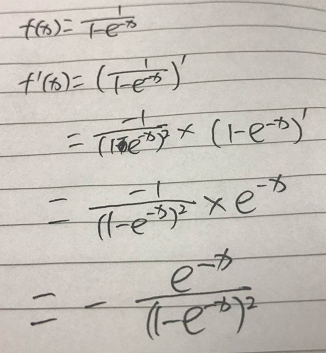 f(x)=1/(1-e^-x)
f'(x)=(1/(1-e^-x))'
=-1/(1-e^-x)^2×(1-e^-x)'
=-1/(1-e^-x)^2×e^-x
=-e^-x/(1-e^-x)^2